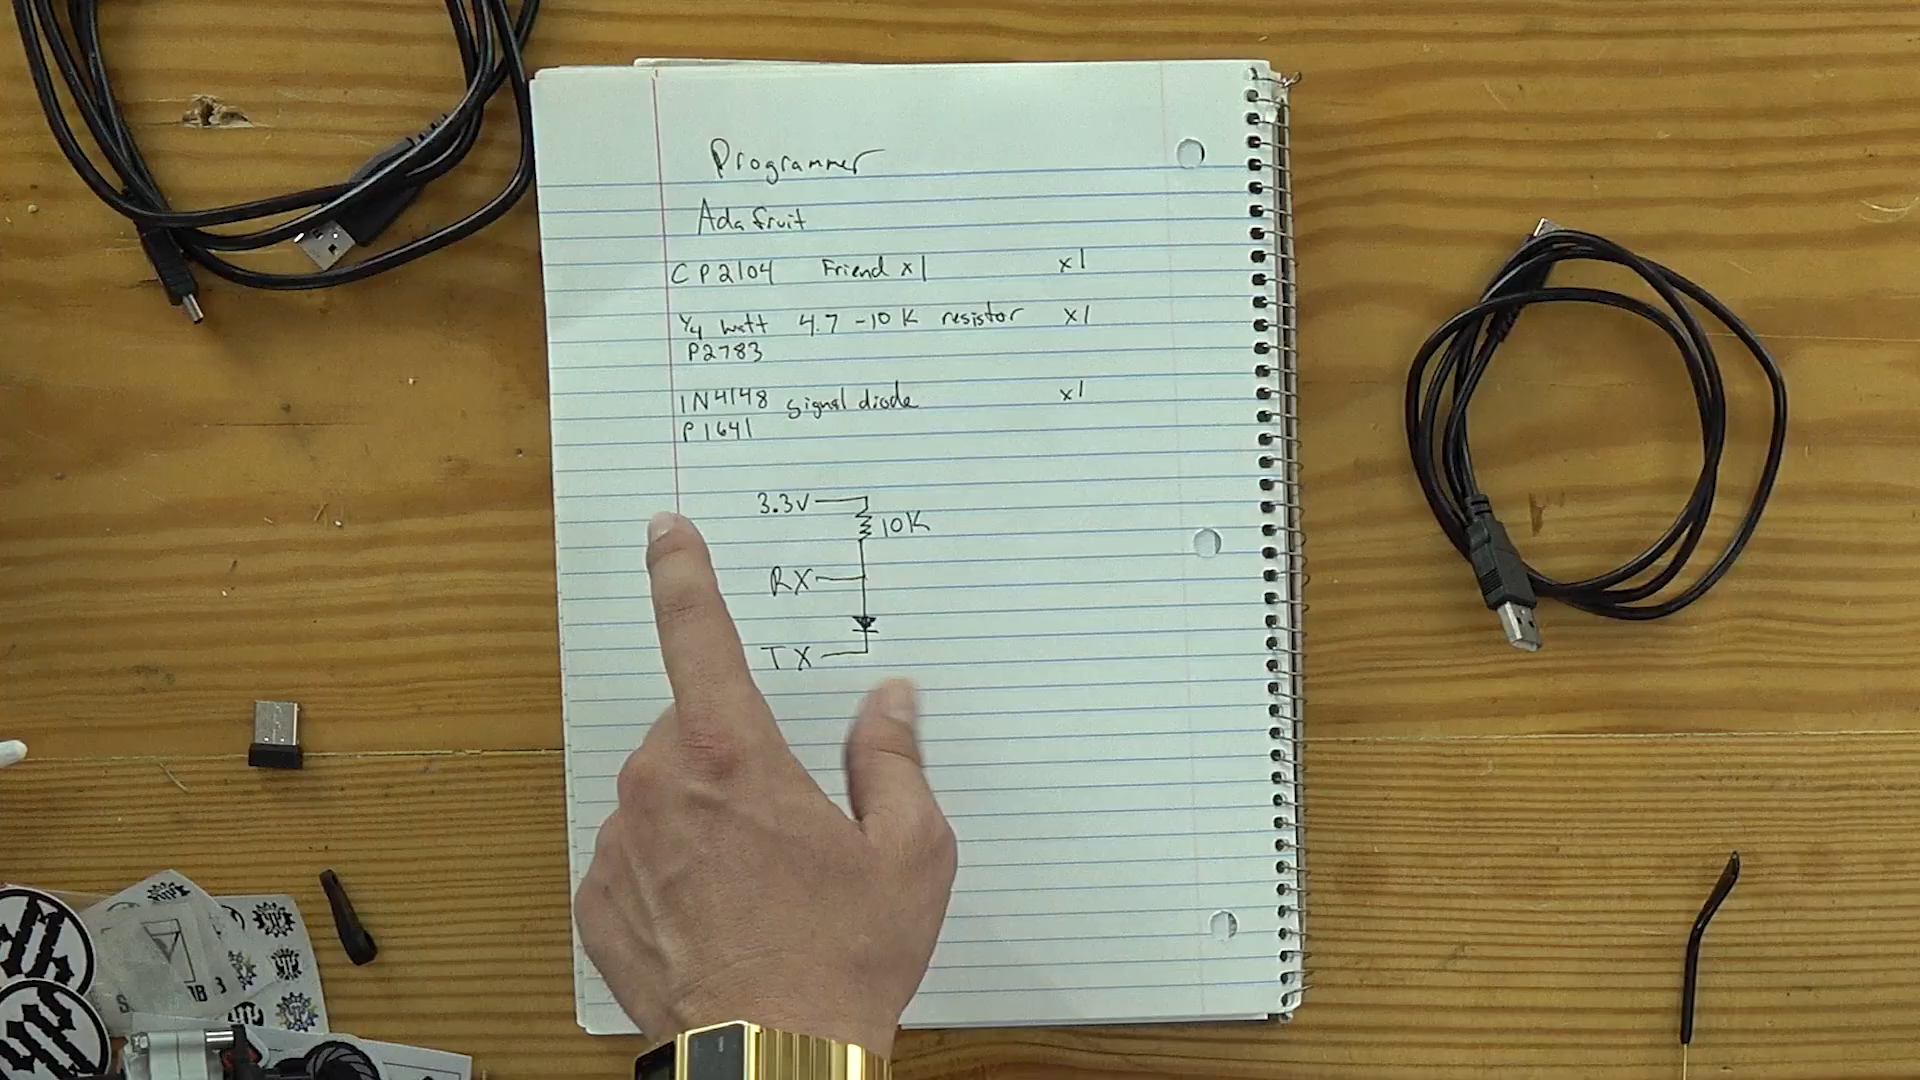 Programmer
Adafruit
CP2104 Friend x1 x1
1/4 watt 4.7 - 10K resistor x1
P2783
1N4148 signal diode x1
P1641
3.3V
10K
RX
TX